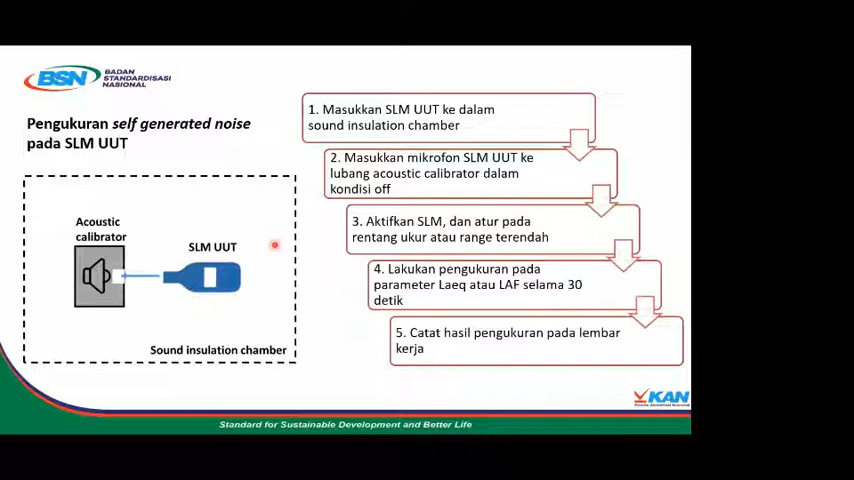 BSN
BADAN
STANDARDISASI
NASIONAL
Pengukuran self generated noise
pada SLM UUT
Acoustic
calibrator
SLM UUT
Sound insulation chamber
1. Masukkan SLM UUT ke dalam
sound insulation chamber
2. Masukkan mikrofon SLM UUT ke
lubang acoustic calibrator dalam
kondisi off
3. Aktifkan SLM, dan atur pada
rentang ukur atau range terendah
4. Lakukan pengukuran pada
parameter Laeq atau LAF selama 30
detik
5. Catat hasil pengukuran pada lembar
kerja
KAN
Standard for Sustainable Development and Better Life